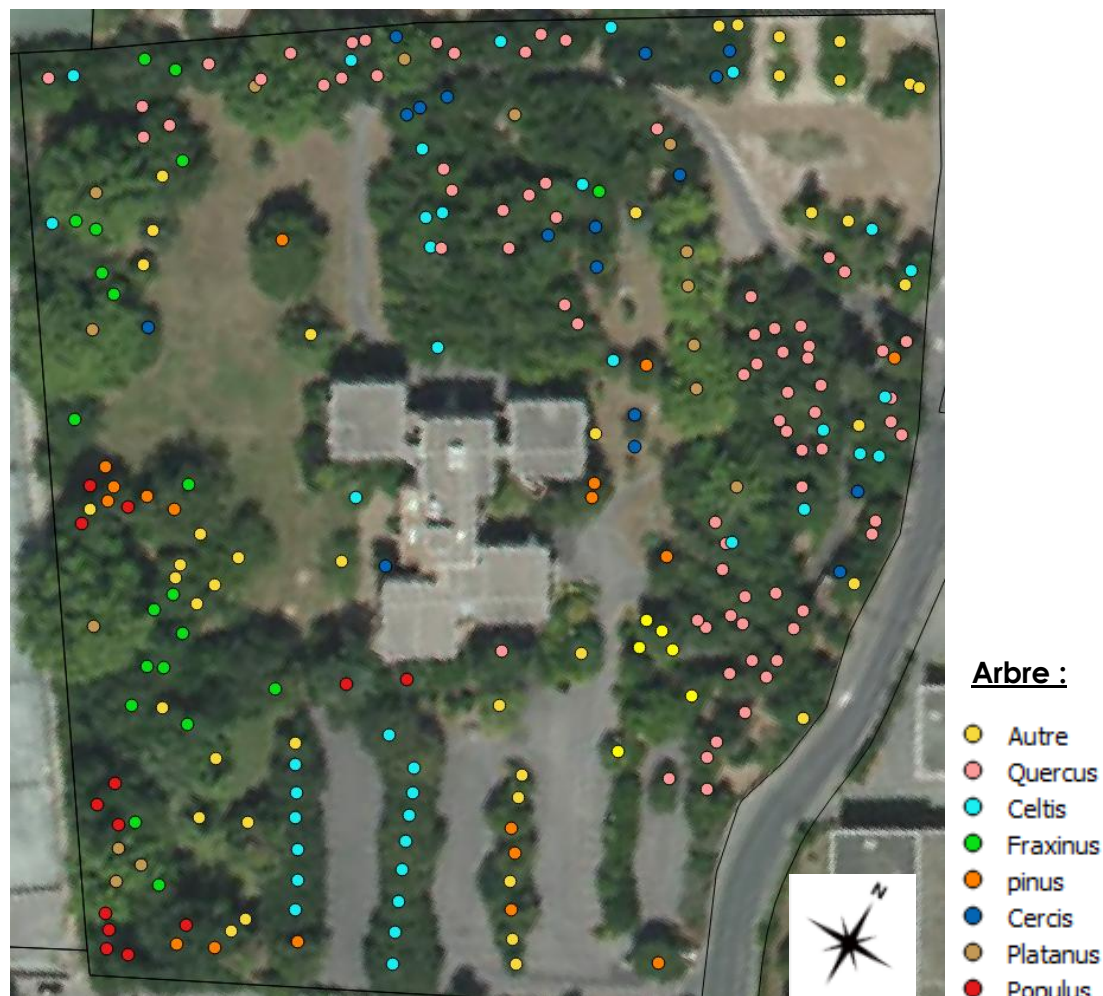 N
Arbre :
Autre
Quercus
Celtis
Fraxinus
pinus
Cercis
Platanus
Populus